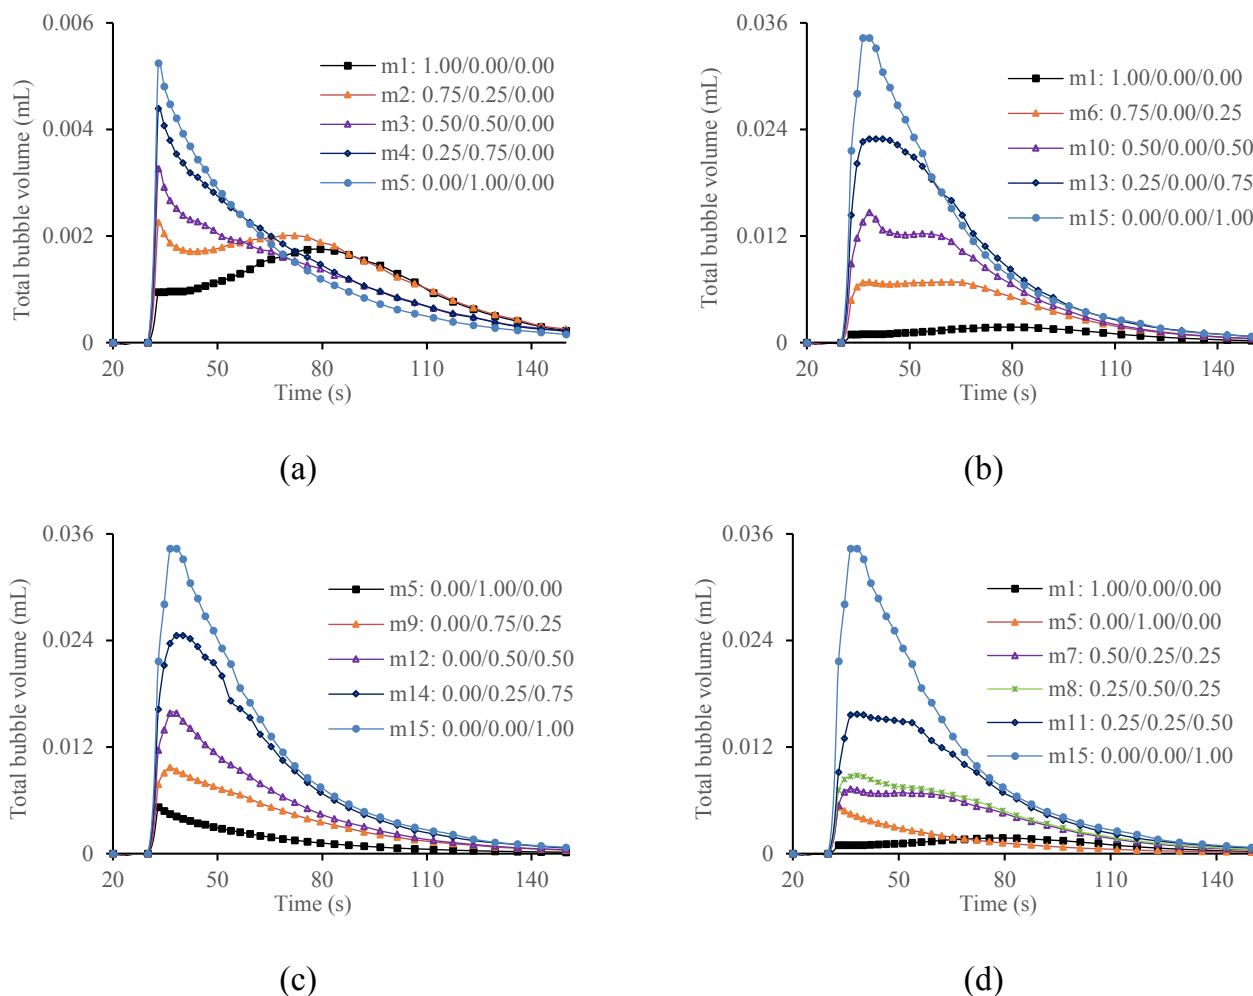 0.006
0.004
0.002
0
Total bubble volume (mL)
m1: 1.00/0.00/0.00
m2: 0.75/0.25/0.00
m3: 0.50/0.50/0.00
m4: 0.25/0.75/0.00
m5: 0.00/1.00/0.00
20 50 80 110 140
Time (s)
(a)
0.036
0.024
0.012
0
Total bubble volume (mL)
m1: 1.00/0.00/0.00
m6: 0.75/0.00/0.25
m10: 0.50/0.00/0.50
m13: 0.25/0.00/0.75
m15: 0.00/0.00/1.00
20 50 80 110 140
Time (s)
(b)
0.036
0.024
0.012
0
Total bubble volume (mL)
m5: 0.00/1.00/0.00
m9: 0.00/0.75/0.25
m12: 0.00/0.50/0.50
m14: 0.00/0.25/0.75
m15: 0.00/0.00/1.00
20 50 80 110 140
Time (s)
(c)
0.036
0.024
0.012
0
Total bubble volume (mL)
m1: 1.00/0.00/0.00
m5: 0.00/1.00/0.00
m7: 0.50/0.25/0.25
m8: 0.25/0.50/0.25
m11: 0.25/0.25/0.50
m15: 0.00/0.00/1.00
20 50 80 110 140
Time (s)
(d)